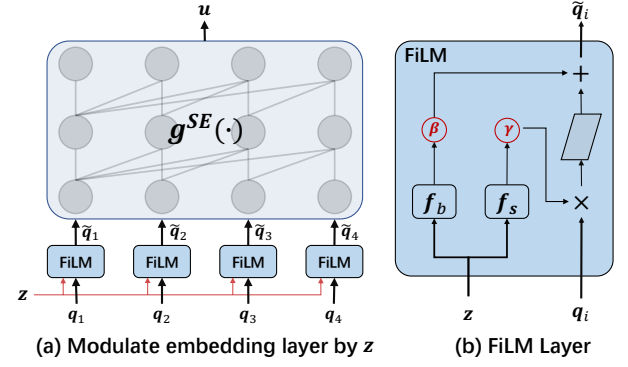 u
g^SE(·)
q̃₁ q̃₂ q̃₃ q̃₄
FiLM FiLM FiLM FiLM
z
q₁ q₂ q₃ q₄
(a) Modulate embedding layer by z
q̃ᵢ
FiLM
+
β γ
f_b f_s
×
z qᵢ
(b) FiLM Layer